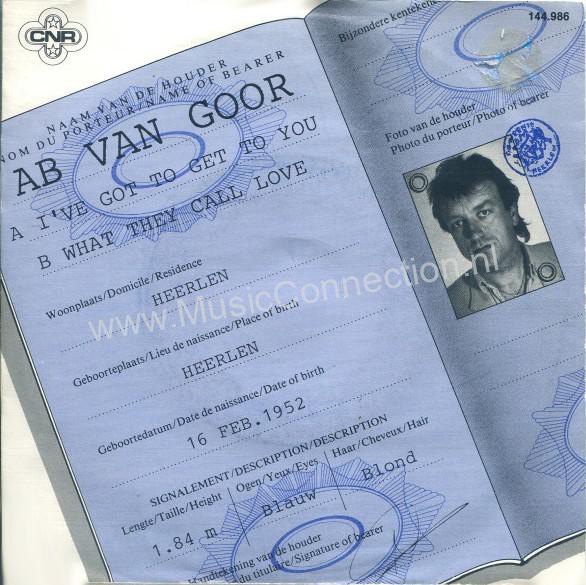 CNR
144.986
NAAM VAN DE HOUDER
NOM DU PORTEUR/NAME OF BEARER
AB VAN GOOR
A I'VE GOT TO GET TO YOU
B WHAT THEY CALL LOVE
Woonplaats/Domicile/Residence
HEERLEN
Geboorteplaats/Lieu de naissance/Place of birth
HEERLEN
Geboortedatum/Date de naissance/Date of birth
16 FEB. 1952
SIGNALEMENT/DESCRIPTION/DESCRIPTION
Lengte/Taille/Height Ogen/Yeux/Eyes Haar/Cheveux/Hair
1.84 m Blauw Blond
Handtekening van de houder
du titulaire/Signature of bearer
Bijzondere kenteken
Foto van de houder
Photo du porteur/Photo of bearer
HEERLEN
www.MusicConnection.nl